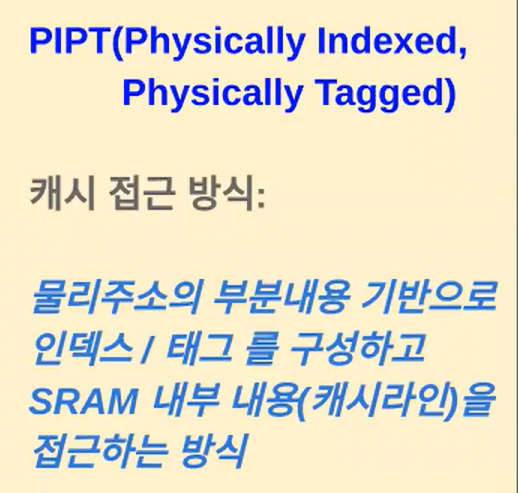 PIPT(Physically Indexed,
Physically Tagged)
캐시 접근 방식:
물리주소의 부분내용 기반으로
인덱스 / 태그 를 구성하고
SRAM 내부 내용(캐시라인)을
접근하는 방식